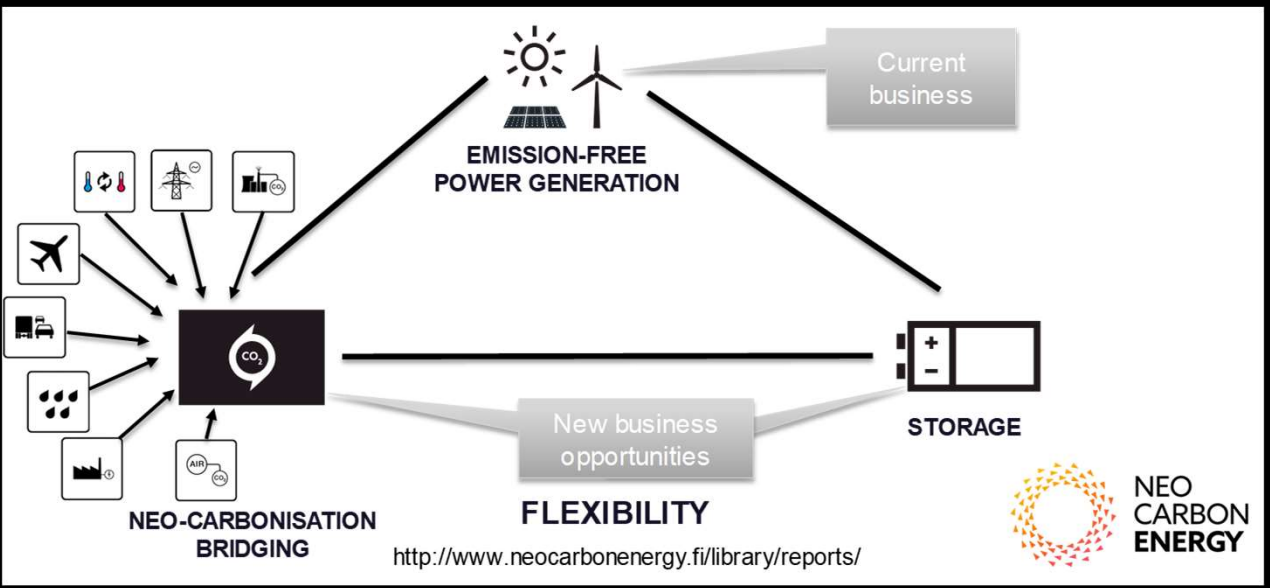 Current
business
EMISSION-FREE
POWER GENERATION
CO₂
CO₂
+
−
New business
opportunities
STORAGE
AIR
CO₂
NEO-CARBONISATION
BRIDGING
FLEXIBILITY
http://www.neocarbonenergy.fi/library/reports/
NEO
CARBON
ENERGY